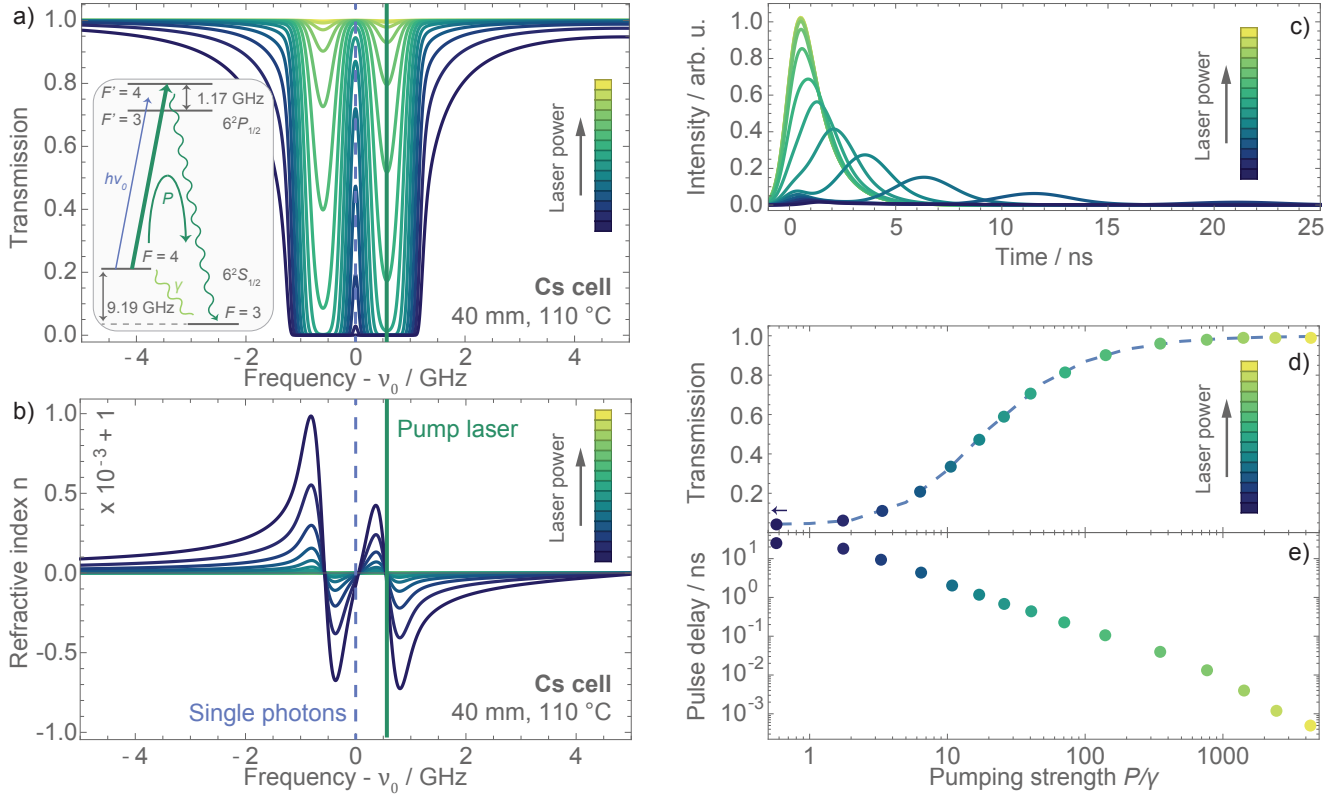 a)
1.0
0.8
0.6
0.4
0.2
0.0
Transmission
F' = 4
F' = 3
1.17 GHz
6²P₁/₂
hν₀
P
F = 4
6²S₁/₂
γ
9.19 GHz
F = 3
Laser power
Cs cell
40 mm, 110 °C
- 4 - 2 0 2 4
Frequency - ν₀ / GHz
b)
1.0
0.5
0.0
-0.5
-1.0
Refractive index n
x 10⁻³ + 1
Pump laser
Laser power
Single photons
Cs cell
40 mm, 110 °C
- 4 - 2 0 2 4
Frequency - ν₀ / GHz
c)
1.0
0.8
0.6
0.4
0.2
0.0
Intensity / arb. u.
Laser power
0 5 10 15 20 25
Time / ns
d)
1.0
0.8
0.6
0.4
0.2
Transmission
←
Laser power
e)
10¹
10⁰
10⁻¹
10⁻²
10⁻³
Pulse delay / ns
1 10 100 1000
Pumping strength P/γ